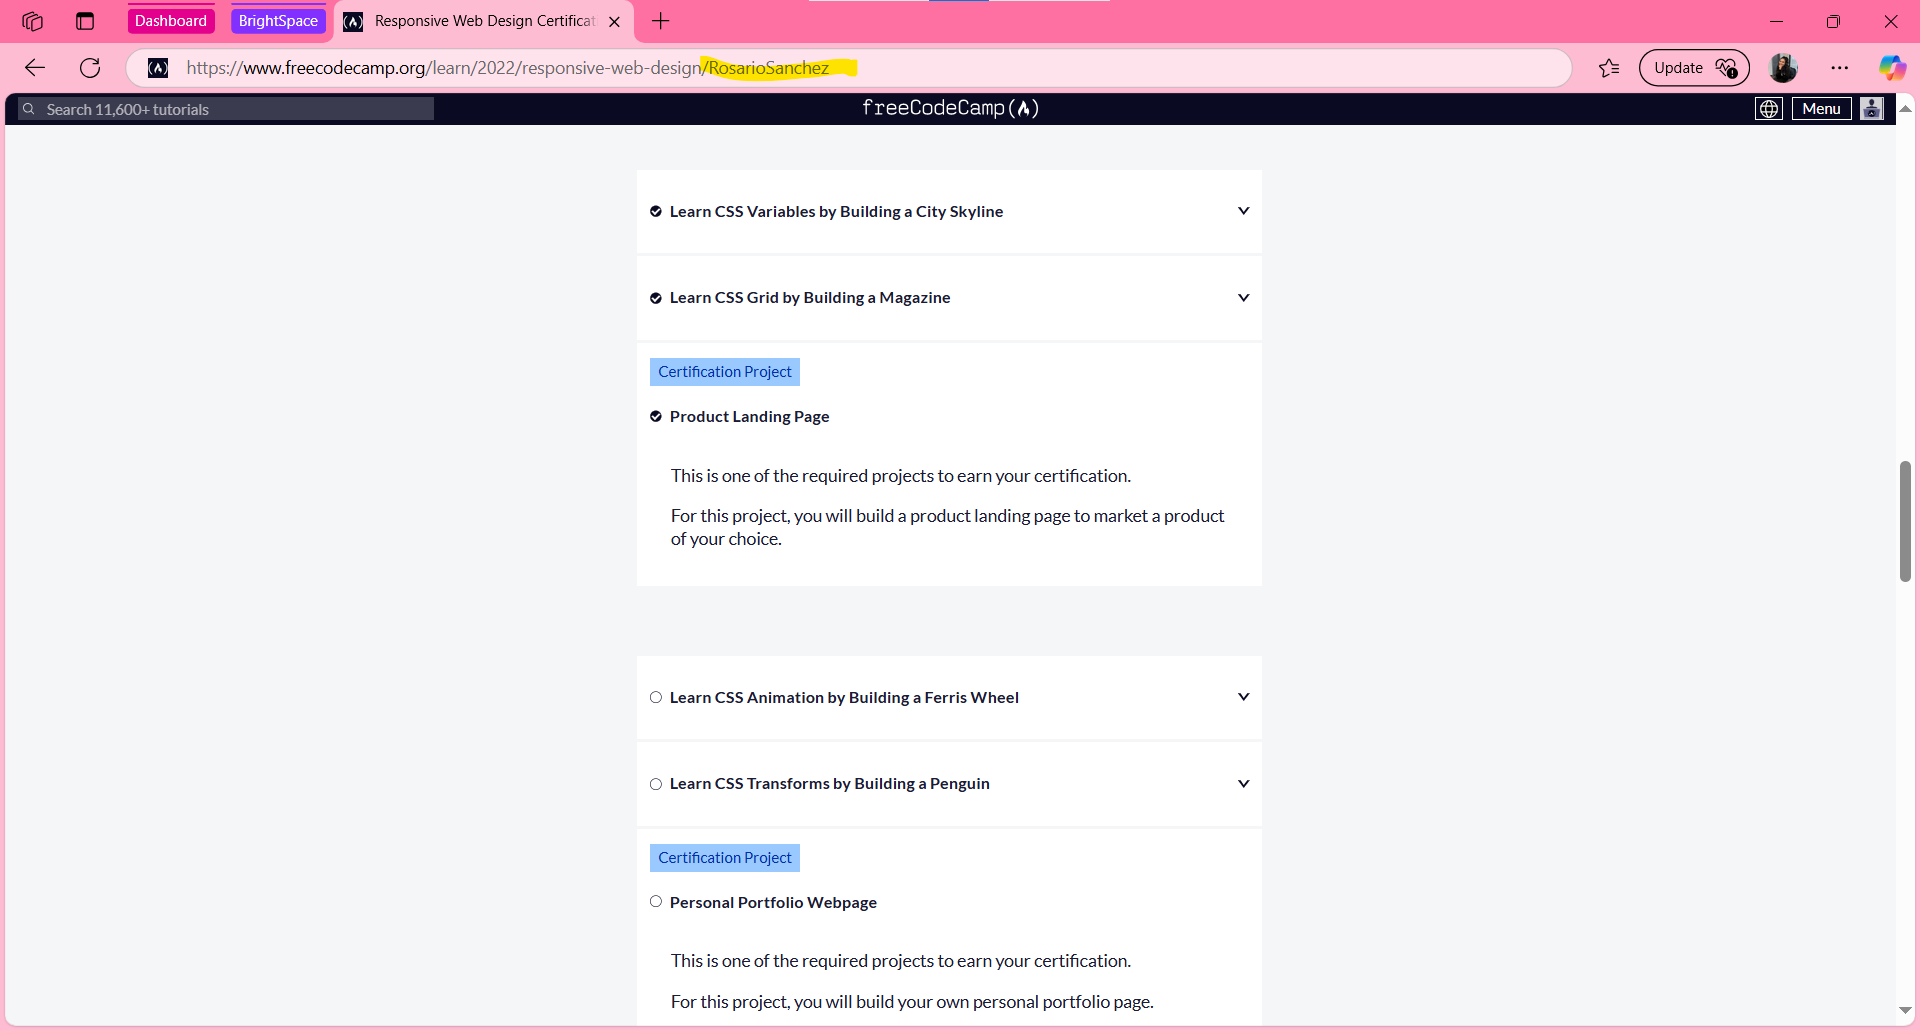 Dashboard
BrightSpace
Responsive Web Design Certificat
https://www.freecodecamp.org/learn/2022/responsive-web-design/RosarioSanchez
Update
Search 11,600+ tutorials
freeCodeCamp
Menu
Learn CSS Variables by Building a City Skyline
Learn CSS Grid by Building a Magazine
Certification Project
Product Landing Page
This is one of the required projects to earn your certification.
For this project, you will build a product landing page to market a product
of your choice.
Learn CSS Animation by Building a Ferris Wheel
Learn CSS Transforms by Building a Penguin
Certification Project
Personal Portfolio Webpage
This is one of the required projects to earn your certification.
For this project, you will build your own personal portfolio page.